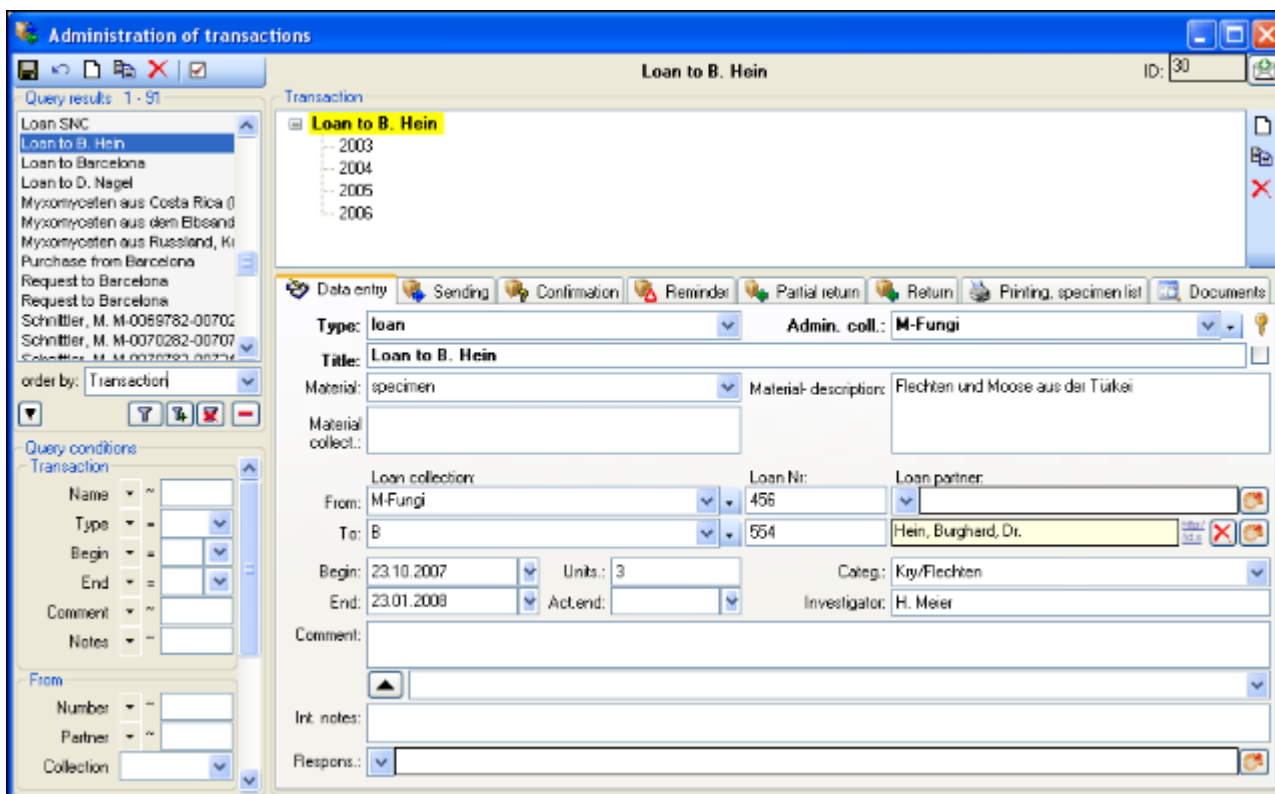 Administration of transactions
Loan to B. Hein
ID: 30
Query results 1 - 91
Loan SNC
Loan to B. Hein
Loan to Barcelona
Loan to D. Nagel
Myxomyceten aus Costa Rica (
Myxomyceten aus dem Elbsand
Myxomyceten aus Russland, K
Purchase from Barcelona
Request to Barcelona
Request to Barcelona
Schnittler, M. M-0069782-00702
Schnittler, M. M-0070282-00707
order by: Transaction
Query conditions
Transaction
Name ~
Type =
Begin =
End =
Comment ~
Notes ~
From
Number ~
Partner ~
Collection
Transaction
Loan to B. Hein
2003
2004
2005
2006
Data entry Sending Confirmation Reminder Partial return Return Printing, specimen list Documents
Type: loan Admin. coll.: M-Fungi
Title: Loan to B. Hein
Material: specimen Material- description: Flechten und Moose aus der Türkei
Material
collect.:
Loan collection: Loan Nr.: Loan partner:
From: M-Fungi 456
To: B 554 Hein, Burghard, Dr.
Begin: 23.10.2007 Units.: 3 Categ.: Kry/Flechten
End: 23.01.2008 Act.end: Investigator: H. Meier
Comment:
Int. notes:
Respons.: